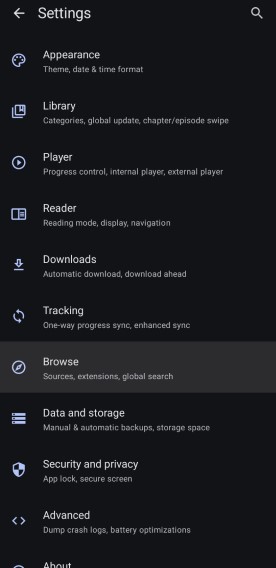 Settings
Appearance
Theme, date & time format
Library
Categories, global update, chapter/episode swipe
Player
Progress control, internal player, external player
Reader
Reading mode, display, navigation
Downloads
Automatic download, download ahead
Tracking
One-way progress sync, enhanced sync
Browse
Sources, extensions, global search
Data and storage
Manual & automatic backups, storage space
Security and privacy
App lock, secure screen
Advanced
Dump crash logs, battery optimizations
About